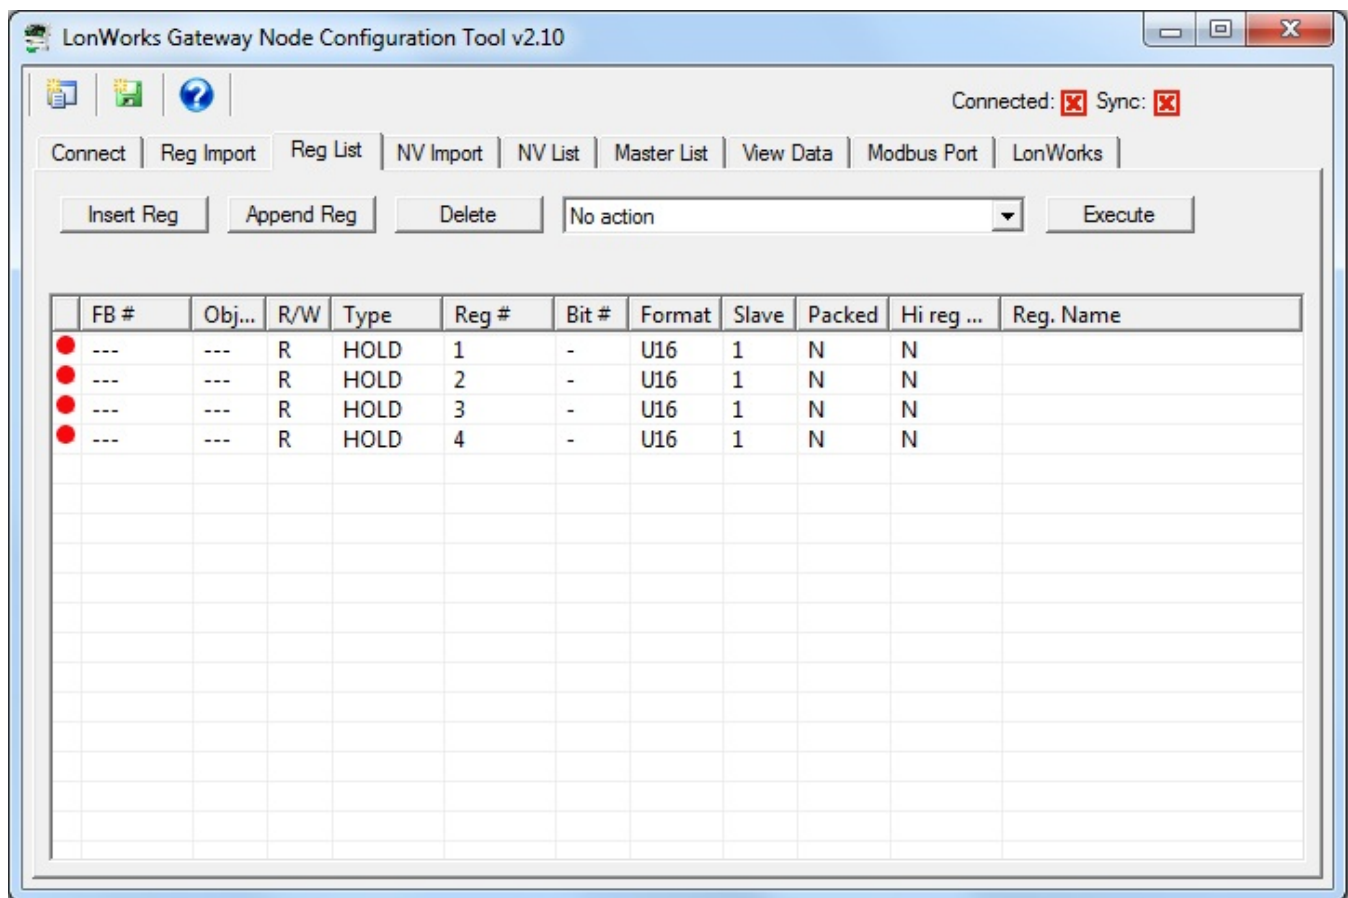 LonWorks Gateway Node Configuration Tool v2.10
Connected: Sync:
Connect Reg Import Reg List NV Import NV List Master List View Data Modbus Port LonWorks
Insert Reg Append Reg Delete No action Execute
FB # Obj... R/W Type Reg # Bit # Format Slave Packed Hi reg ... Reg. Name
--- --- R HOLD 1 - U16 1 N N
--- --- R HOLD 2 - U16 1 N N
--- --- R HOLD 3 - U16 1 N N
--- --- R HOLD 4 - U16 1 N N